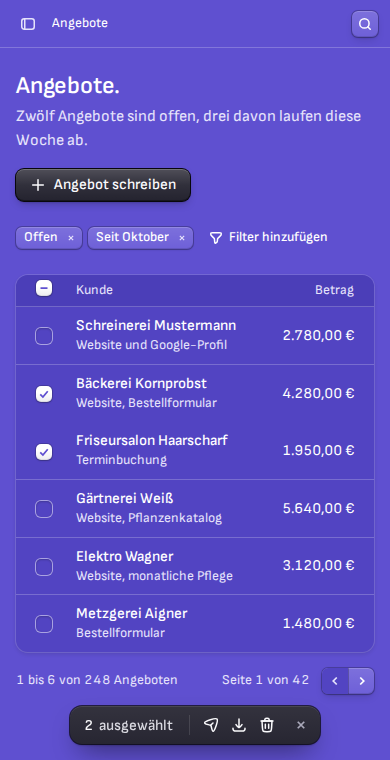 Angebote
Angebote.
Zwölf Angebote sind offen, drei davon laufen diese
Woche ab.
Angebot schreiben
Offen × Seit Oktober × Filter hinzufügen
Kunde Betrag
Schreinerei Mustermann
Website und Google-Profil
2.780,00 €
Bäckerei Kornprobst
Website, Bestellformular
4.280,00 €
Friseursalon Haarscharf
Terminbuchung
1.950,00 €
Gärtnerei Weiß
Website, Pflanzenkatalog
5.640,00 €
Elektro Wagner
Website, monatliche Pflege
3.120,00 €
Metzgerei Aigner
Bestellformular
1.480,00 €
1 bis 6 von 248 Angeboten Seite 1 von 42
2 ausgewählt ×